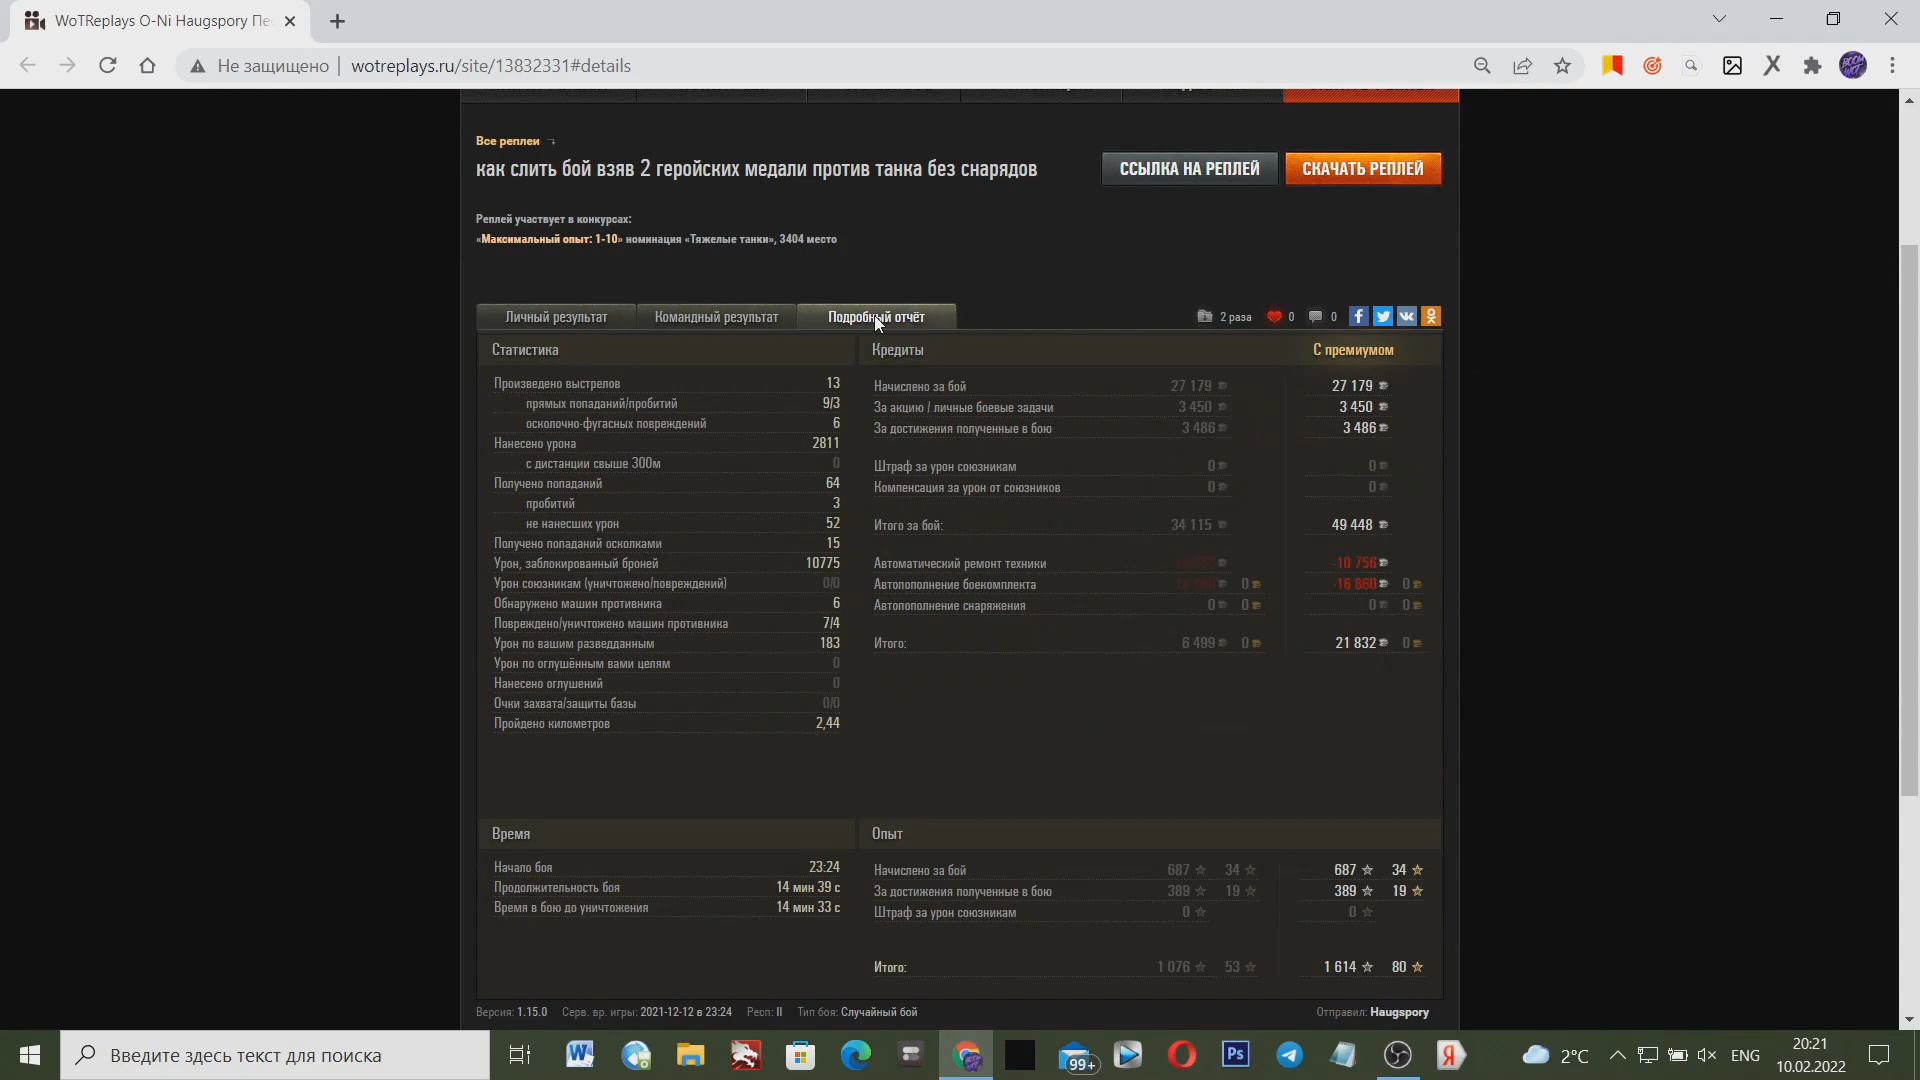 WoTReplays O-Ni Haugspory Пе
Не защищено
wotreplays.ru/site/13832331#details
Все реплеи
как слить бой взяв 2 геройских медали против танка без снарядов
ССЫЛКА НА РЕПЛЕЙ
СКАЧАТЬ РЕПЛЕЙ
Реплей участвует в конкурсах:
«Максимальный опыт: 1-10» номинация «Тяжелые танки», 3404 место
Личный результат
Командный результат
Подробный отчёт
2 раза
0
0
Статистика
Произведено выстрелов 13
прямых попаданий/пробитий 9/3
осколочно-фугасных повреждений 6
Нанесено урона 2811
с дистанции свыше 300м 0
Получено попаданий 64
пробитий 3
не нанесших урон 52
Получено попаданий осколками 15
Урон, заблокированный броней 10775
Урон союзникам (уничтожено/повреждений) 0/0
Обнаружено машин противника 6
Повреждено/уничтожено машин противника 7/4
Урон по вашим разведданным 183
Урон по оглушённым вами целям 0
Нанесено оглушений 0
Очки захвата/защиты базы 0/0
Пройдено километров 2,44
Кредиты С премиумом
Начислено за бой 27 179 27 179
За акцию / личные боевые задачи 3 450 3 450
За достижения полученные в бою 3 486 3 486
Штраф за урон союзникам 0 0
Компенсация за урон от союзников 0 0
Итого за бой: 34 115 49 448
Автоматический ремонт техники -10 756
Автопополнение боекомплекта 0 -16 860 0
Автопополнение снаряжения 0 0 0 0
Итого: 6 499 0 21 832 0
Время
Начало боя 23:24
Продолжительность боя 14 мин 39 с
Время в бою до уничтожения 14 мин 33 с
Опыт
Начислено за бой 687 34 687 34
За достижения полученные в бою 389 19 389 19
Штраф за урон союзникам 0 0
Итого: 1 076 53 1 614 80
Версия: 1.15.0 Серв. вр. игры: 2021-12-12 в 23:24 Респ: II Тип боя: Случайный бой
Отправил: Haugspory
Введите здесь текст для поиска
99+
Ps
2°C
ENG
20:21
10.02.2022